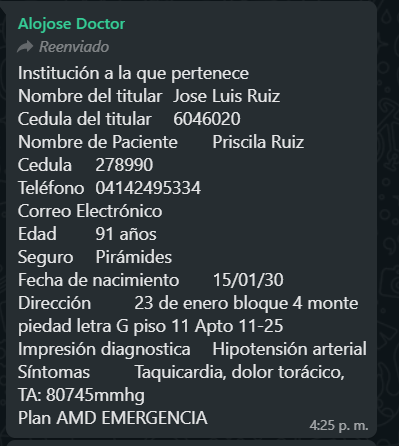 Alojose Doctor
Reenviado
Institución a la que pertenece
Nombre del titular Jose Luis Ruiz
Cedula del titular 6046020
Nombre de Paciente Priscila Ruiz
Cedula 278990
Teléfono 04142495334
Correo Electrónico
Edad 91 años
Seguro Pirámides
Fecha de nacimiento 15/01/30
Dirección 23 de enero bloque 4 monte
piedad letra G piso 11 Apto 11-25
Impresión diagnostica Hipotensión arterial
Síntomas Taquicardia, dolor torácico,
TA: 80745mmhg
Plan AMD EMERGENCIA
4:25 p. m.